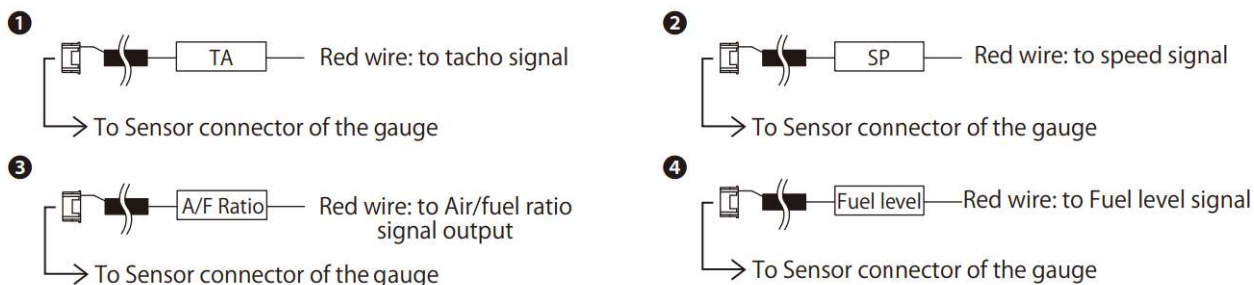 ❶
TA
Red wire: to tacho signal
To Sensor connector of the gauge
❷
SP
Red wire: to speed signal
To Sensor connector of the gauge
❸
A/F Ratio
Red wire: to Air/fuel ratio
signal output
To Sensor connector of the gauge
❹
Fuel level
Red wire: to Fuel level signal
To Sensor connector of the gauge